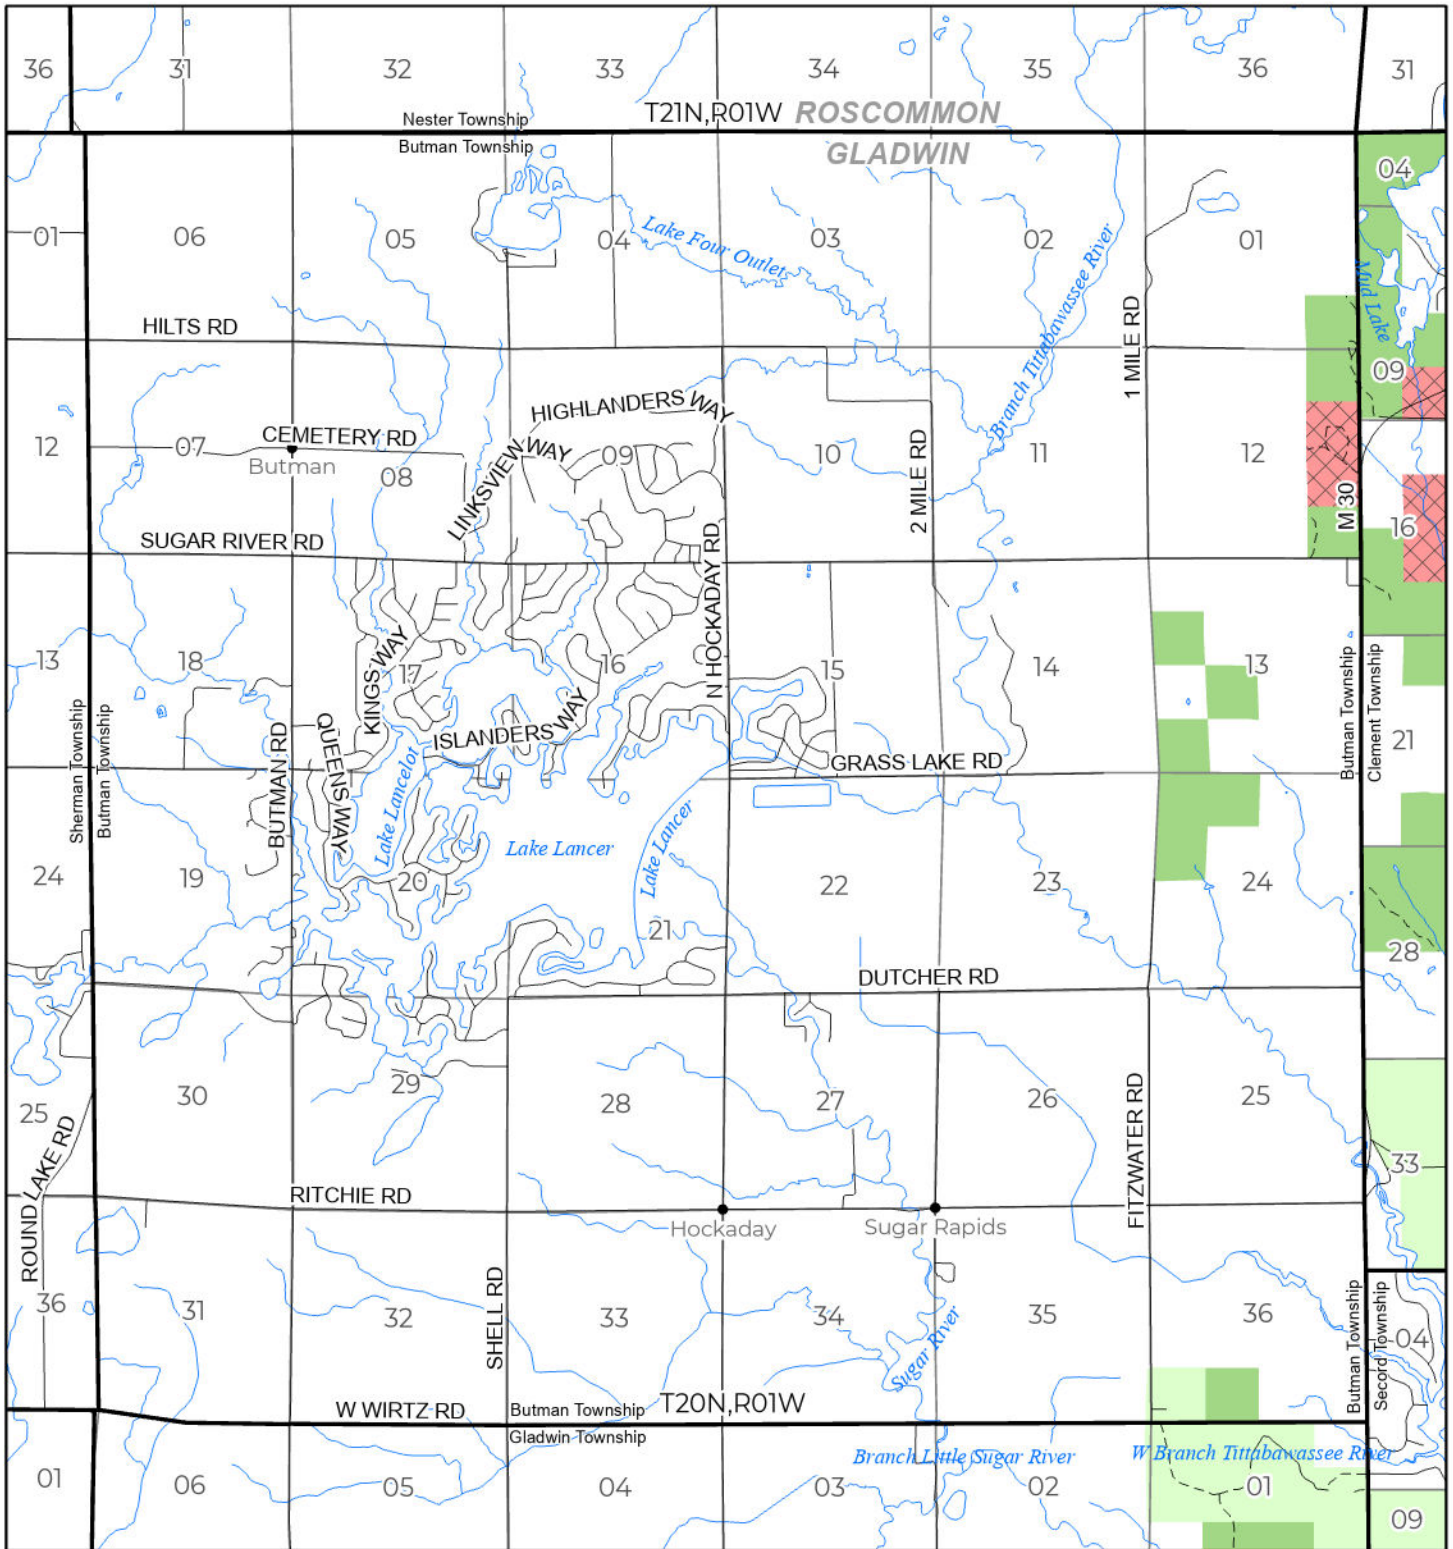 36 31 32 33 34 35 36 31
T21N,R01W ROSCOMMON
Nester Township
Butman Township
GLADWIN
04
01 06 05 04 03 02 01
Lake Four Outlet
Branch Tittabawassee River
Mud Lake
HILTS RD
1 MILE RD
09
HIGHLANDERS WAY
12 07 CEMETERY RD
Butman
08
LINKSVIEW WAY
09 10
2 MILE RD
11 12
M 30
16
SUGAR RIVER RD
N HOCKADAY RD
13 18
KINGS WAY
17 16 15 14 13
Butman Township
Clement Township
21
Sherman Township
Butman Township
BUTMAN RD
QUEENS WAY
ISLANDERS WAY
Lake Lancelot
GRASS LAKE RD
Lake Lancer
Lake Lancer
24 19 20 21 22 23 24
28
DUTCHER RD
25 30 29 28 27 26 25
FITZWATER RD
33
ROUND LAKE RD
RITCHIE RD
Hockaday
Sugar Rapids
36 31 32
SHELL RD
33 34
Sugar River
35 36
Butman Township
Second Township
04
W WIRTZ RD
Butman Township
T20N,R01W
Gladwin Township
Branch Little Sugar River
W Branch Tittabawassee River
01 06 05 04 03 02 01
09